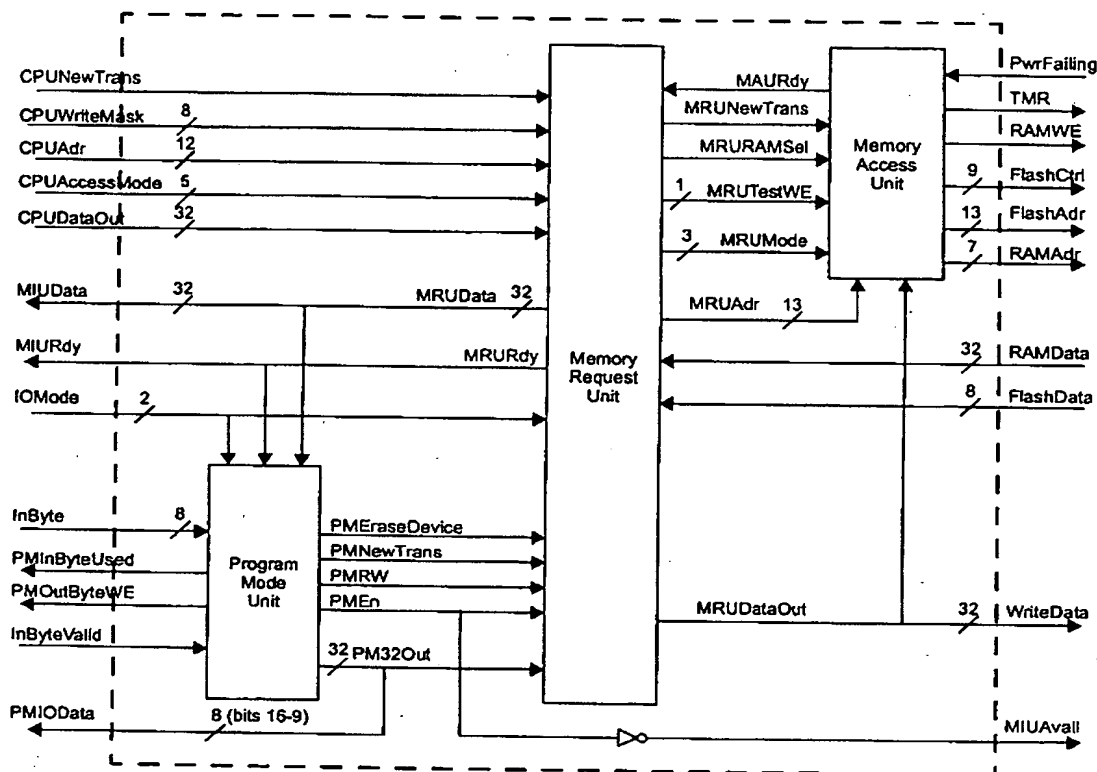 CPUNewTrans
CPUWriteMask
8
CPUAdr
12
CPUAccessMode
5
CPUDataOut
32
MIUData
32
MRUData
32
MIURdy
MRURdy
IOMode
2
InByte
8
PMInByteUsed
PMOutByteWE
InByteValid
PMIOData
8 (bits 16-9)
Program
Mode
Unit
PMEraseDevice
PMNewTrans
PMRW
PMEn
32
PM32Out
Memory
Request
Unit
MAURdy
MRUNewTrans
MRURAMSel
1
MRUTestWE
3
MRUMode
MRUAdr
13
Memory
Access
Unit
PwrFailing
TMR
RAMWE
9
FlashCtrl
13
FlashAdr
7
RAMAdr
32
RAMData
8
FlashData
MRUDataOut
32
WriteData
MIUAvail